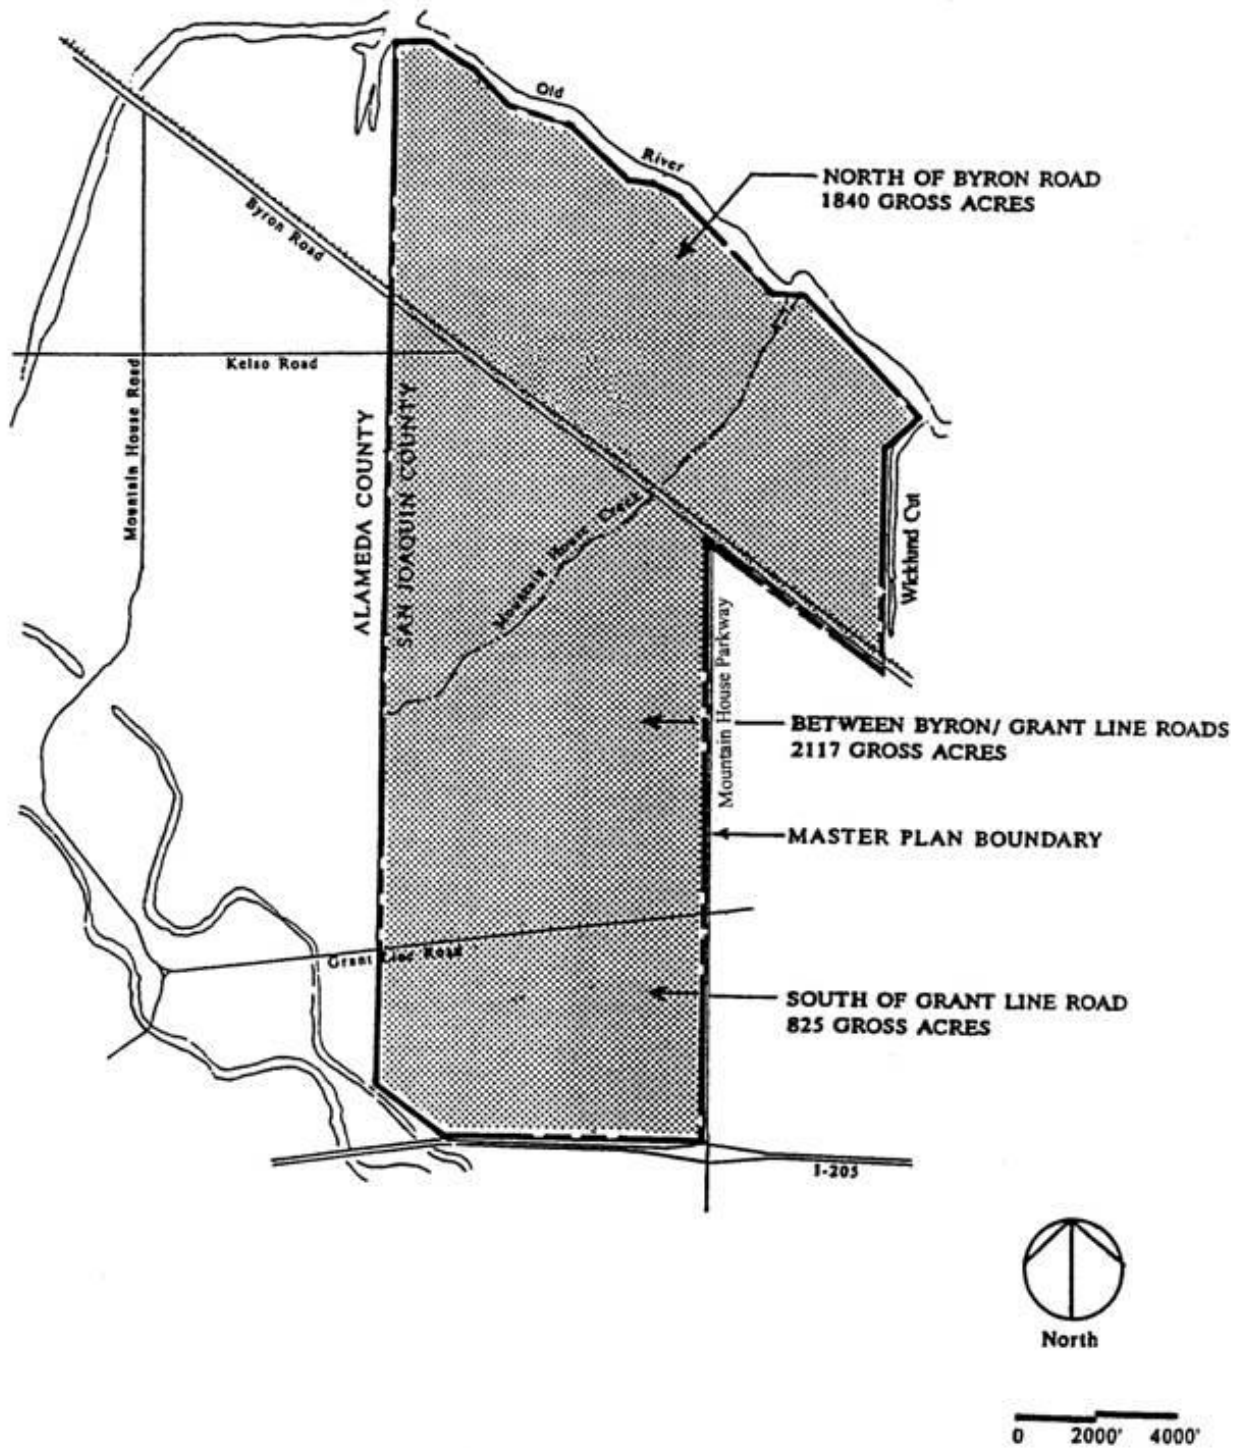 Old
River
NORTH OF BYRON ROAD
1840 GROSS ACRES
Byron Road
Kelso Road
Mountain House Road
ALAMEDA COUNTY
SAN JOAQUIN COUNTY
Mountain House Creek
Wicklund Cut
Mountain House Parkway
BETWEEN BYRON/ GRANT LINE ROADS
2117 GROSS ACRES
MASTER PLAN BOUNDARY
Grant Line Road
SOUTH OF GRANT LINE ROAD
825 GROSS ACRES
I-205
North
0 2000' 4000'